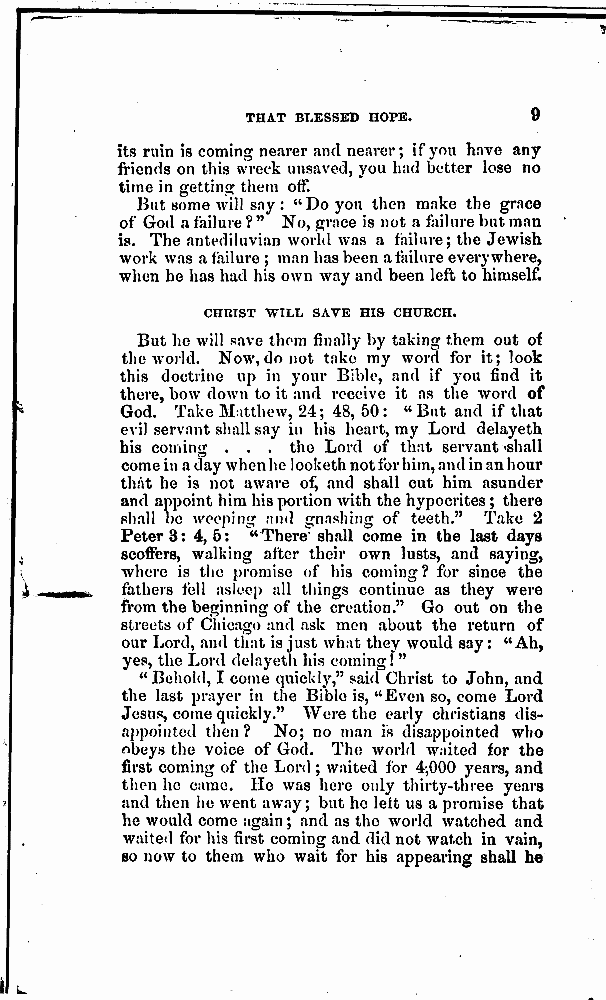 THAT BLESSED HOPE. 9
its ruin is coming nearer and nearer; if you have any
friends on this wreck unsaved, you had better lose no
time in getting them off.
But some will say: “Do you then make the grace
of God a failure?” No, grace is not a failure but man
is. The antediluvian world was a failure; the Jewish
work was a failure; man has been a failure everywhere,
when he has had his own way and been left to himself.
CHRIST WILL SAVE HIS CHURCH.
But he will save them finally by taking them out of
the world. Now, do not take my word for it; look
this doctrine up in your Bible, and if you find it
there, bow down to it and receive it as the word of
God. Take Matthew, 24; 48, 50: “But and if that
evil servant shall say in his heart, my Lord delayeth
his coming . . . the Lord of that servant shall
come in a day when he looketh not for him, and in an hour
that he is not aware of, and shall cut him asunder
and appoint him his portion with the hypocrites; there
shall be weeping and gnashing of teeth.” Take 2
Peter 3: 4, 5: “There shall come in the last days
scoffers, walking after their own lusts, and saying,
where is the promise of his coming? for since the
fathers fell asleep all things continue as they were
from the beginning of the creation.” Go out on the
streets of Chicago and ask men about the return of
our Lord, and that is just what they would say: “Ah,
yes, the Lord delayeth his coming!”
“Behold, I come quickly,” said Christ to John, and
the last prayer in the Bible is, “Even so, come Lord
Jesus, come quickly.” Were the early christians dis-
appointed then? No; no man is disappointed who
obeys the voice of God. The world waited for the
first coming of the Lord; waited for 4,000 years, and
then he came. He was here only thirty-three years
and then he went away; but he left us a promise that
he would come again; and as the world watched and
waited for his first coming and did not watch in vain,
so now to them who wait for his appearing shall he